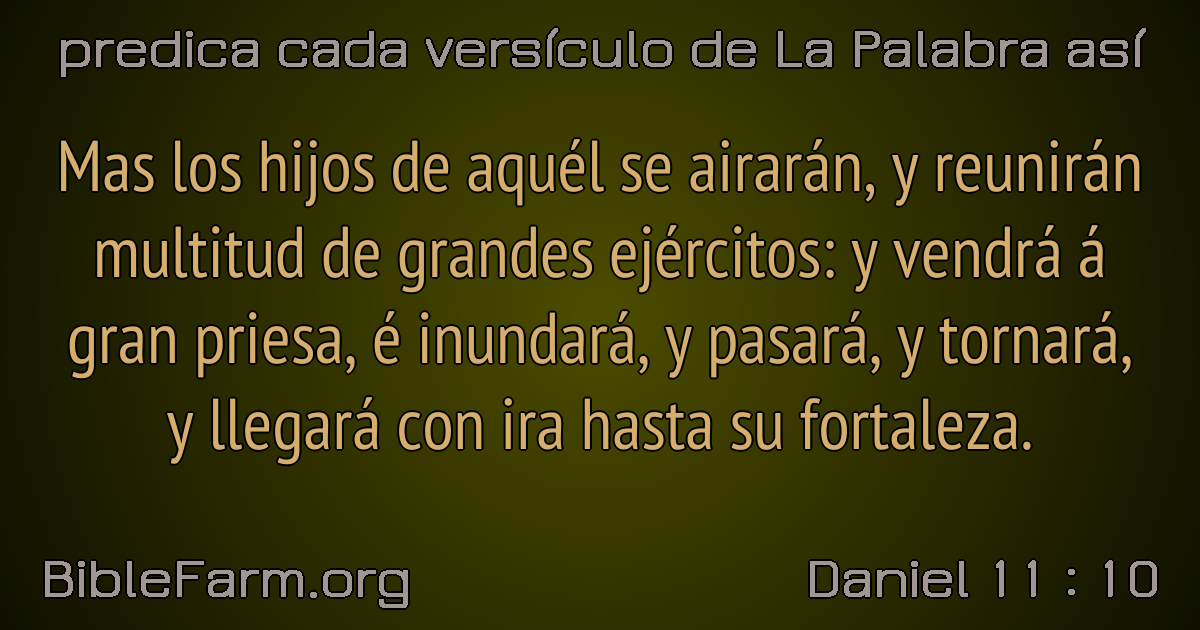 predica cada versículo de La Palabra así
Mas los hijos de aquél se airarán, y reunirán
multitud de grandes ejércitos: y vendrá á
gran priesa, é inundará, y pasará, y tornará,
y llegará con ira hasta su fortaleza.
BibleFarm.org
Daniel 11 : 10